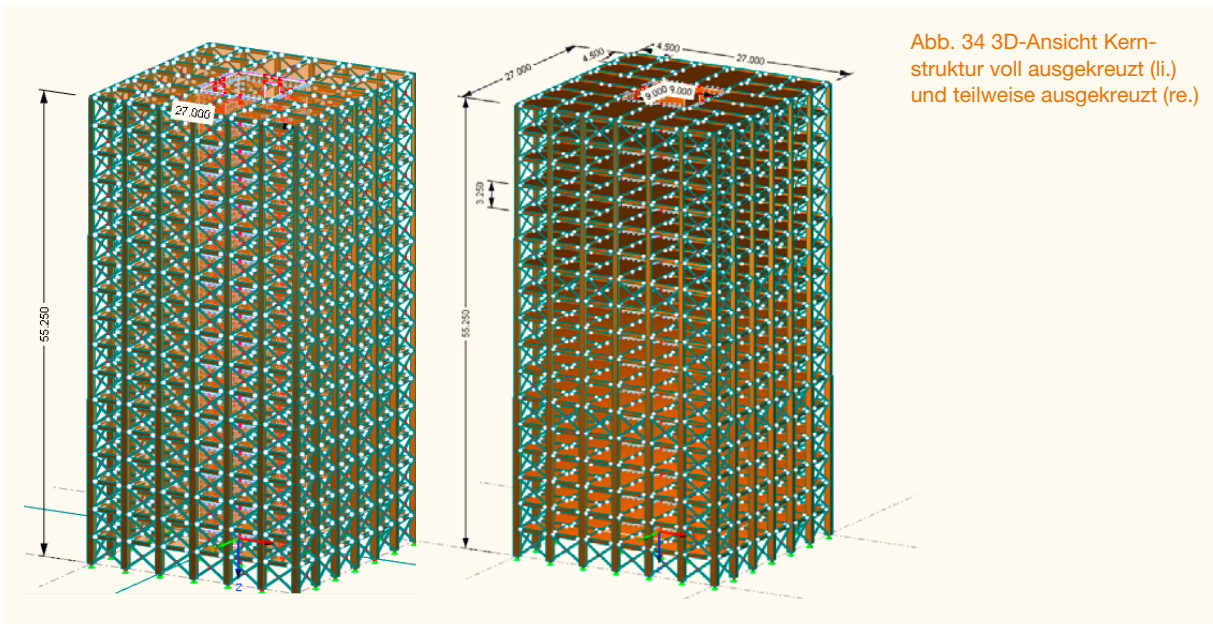 27.000
55.250
Z
27.000
4.500
4.500
27.000
9.000 9.000
3.250
55.250
Abb. 34 3D-Ansicht Kern-
struktur voll ausgekreuzt (li.)
und teilweise ausgekreuzt (re.)